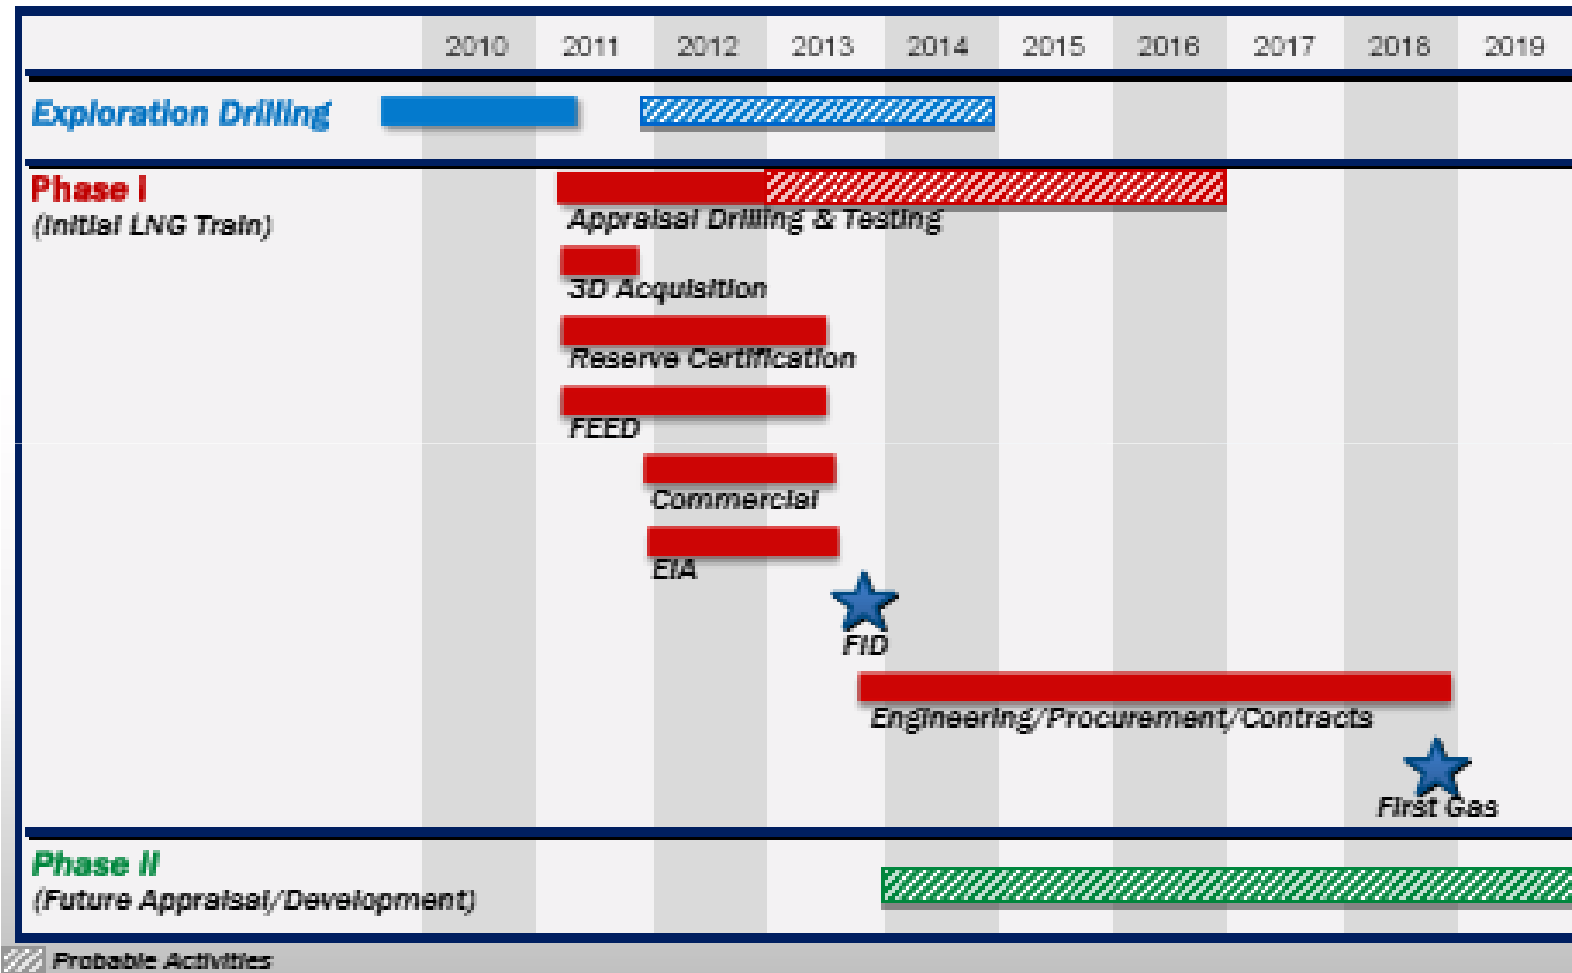 2010 2011 2012 2013 2014 2015 2016 2017 2018 2019
Exploration Drilling
Phase I
(Initial LNG Train)
Appraisal Drilling & Testing
3D Acquisition
Reserve Certification
FEED
Commercial
EIA
FID
Engineering/Procurement/Contracts
First Gas
Phase II
(Future Appraisal/Development)
Probable Activities